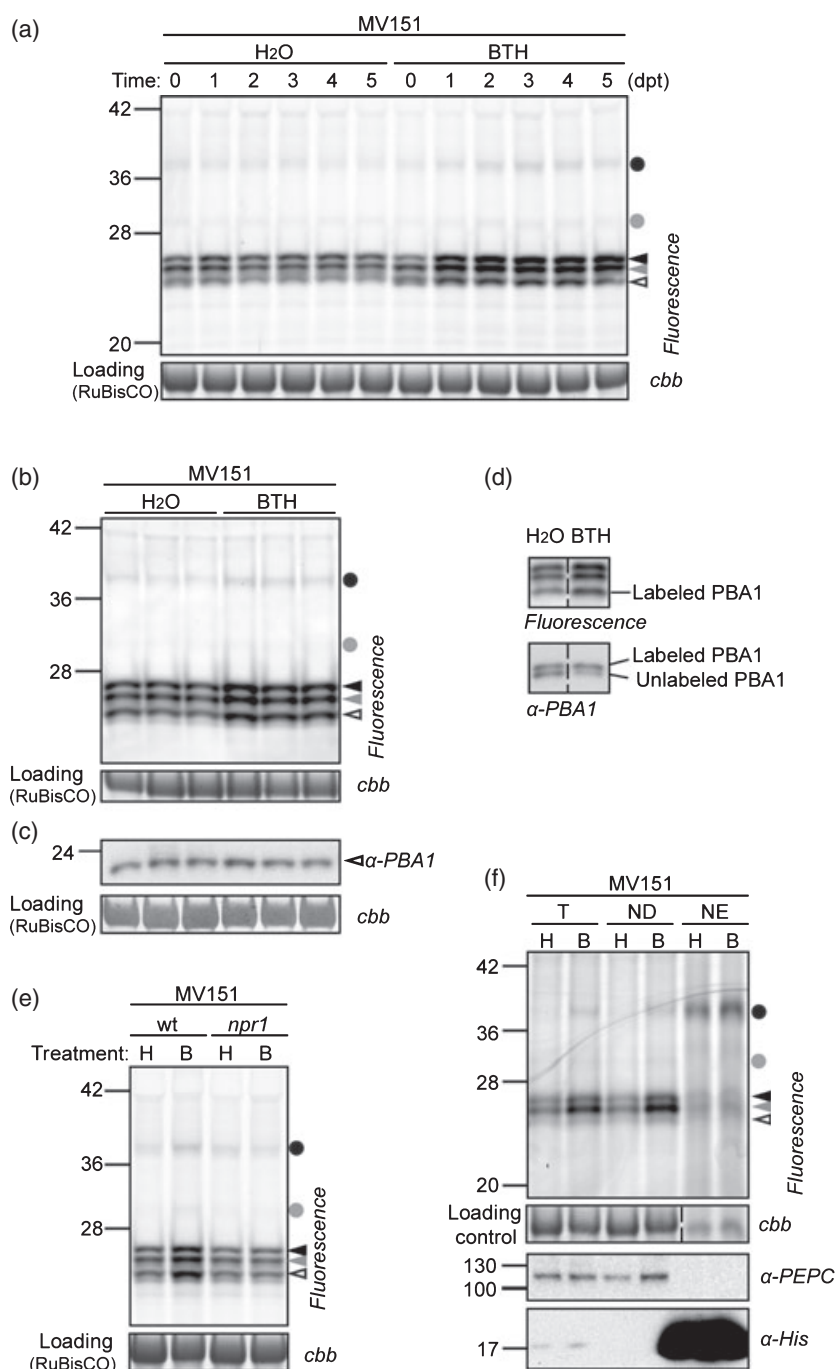 (a)
MV151
H2O BTH
Time: 0 1 2 3 4 5 0 1 2 3 4 5 (dpt)
42
36
28
20
Fluorescence
Loading
(RuBisCO)
cbb
(b)
MV151
H2O BTH
42
36
28
Fluorescence
Loading
(RuBisCO)
cbb
(c)
24
α-PBA1
Loading
(RuBisCO)
cbb
(d)
H2O BTH
Labeled PBA1
Fluorescence
Labeled PBA1
Unlabeled PBA1
α-PBA1
(e)
MV151
wt npr1
Treatment: H B H B
42
36
28
Fluorescence
Loading
(RuBisCO)
cbb
(f)
MV151
T ND NE
H B H B H B
42
36
28
20
Fluorescence
Loading
control
cbb
130
100
α-PEPC
17
α-His